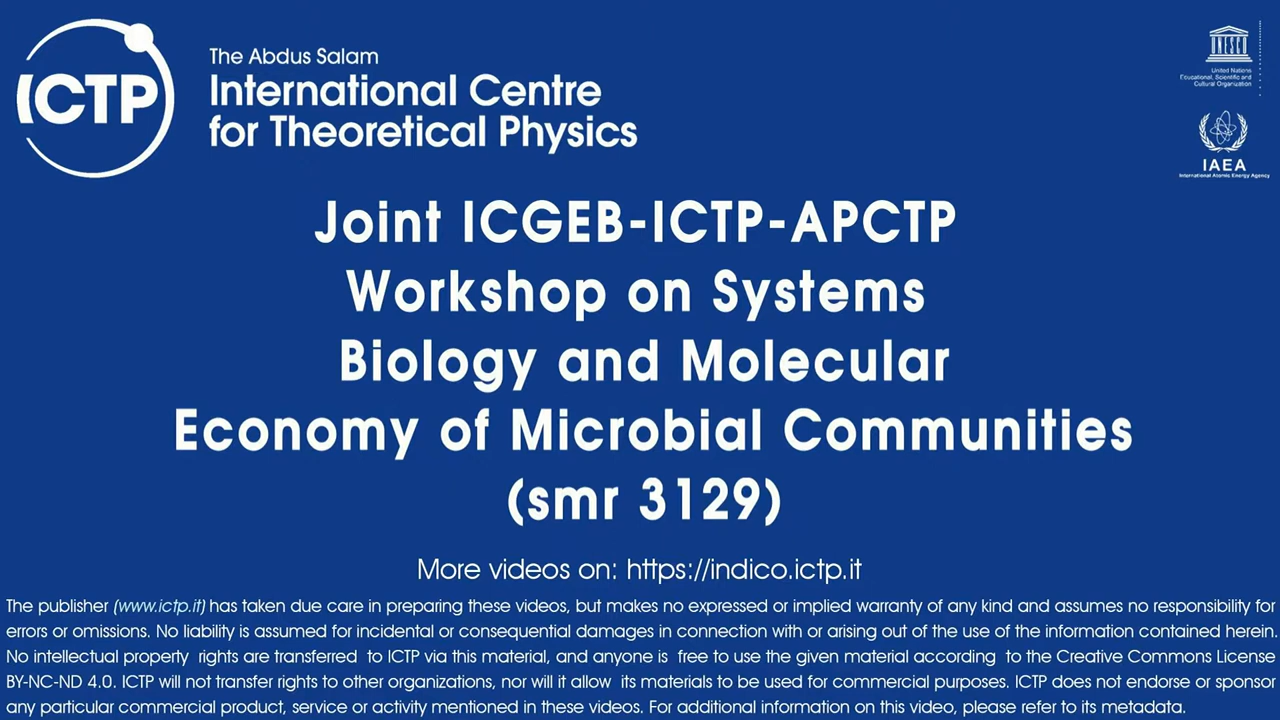 ICTP
The Abdus Salam
International Centre
for Theoretical Physics
United Nations
Educational, Scientific and
Cultural Organization
IAEA
International Atomic Energy Agency
Joint ICGEB-ICTP-APCTP
Workshop on Systems
Biology and Molecular
Economy of Microbial Communities
(smr 3129)
More videos on: https://indico.ictp.it
The publisher (www.ictp.it) has taken due care in preparing these videos, but makes no expressed or implied warranty of any kind and assumes no responsibility for
errors or omissions. No liability is assumed for incidental or consequential damages in connection with or arising out of the use of the information contained herein.
No intellectual property rights are transferred to ICTP via this material, and anyone is free to use the given material according to the Creative Commons License
BY-NC-ND 4.0. ICTP will not transfer rights to other organizations, nor will it allow its materials to be used for commercial purposes. ICTP does not endorse or sponsor
any particular commercial product, service or activity mentioned in these videos. For additional information on this video, please refer to its metadata.